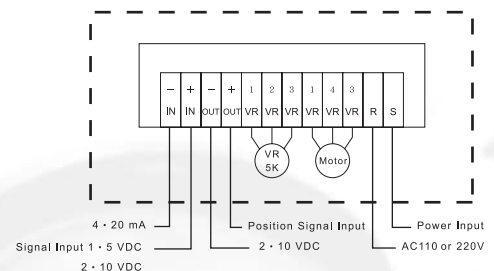 − + − + 1 2 3 1 4 3
IN IN OUT OUT VR VR VR VR VR VR R S
VR
5K
Motor
4・20 mA
Position Signal Input
Power Input
Signal Input 1・5 VDC
2・10 VDC
AC110 or 220V
2・10 VDC